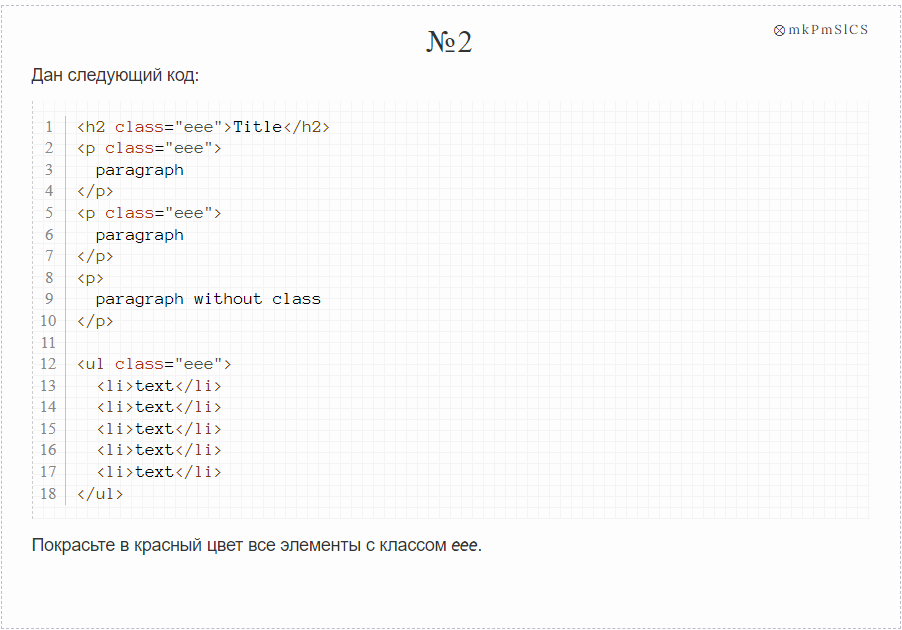 №2
⊗mkPmSlCS
Дан следующий код:
1 <h2 class="eee">Title</h2>
2 <p class="eee">
3 paragraph
4 </p>
5 <p class="eee">
6 paragraph
7 </p>
8 <p>
9 paragraph without class
10 </p>
11
12 <ul class="eee">
13 <li>text</li>
14 <li>text</li>
15 <li>text</li>
16 <li>text</li>
17 <li>text</li>
18 </ul>
Покрасьте в красный цвет все элементы с классом eee.